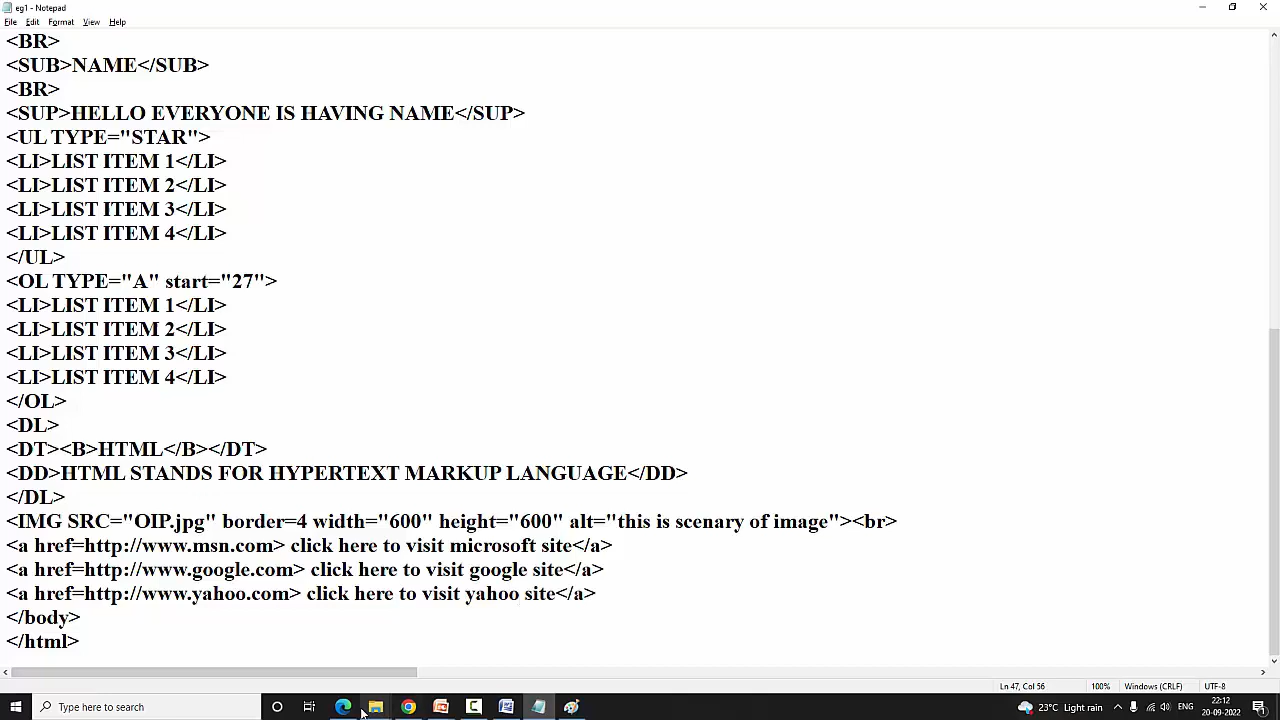 eg1 - Notepad
File Edit Format View Help
<BR>
<SUB>NAME</SUB>
<BR>
<SUP>HELLO EVERYONE IS HAVING NAME</SUP>
<UL TYPE="STAR">
<LI>LIST ITEM 1</LI>
<LI>LIST ITEM 2</LI>
<LI>LIST ITEM 3</LI>
<LI>LIST ITEM 4</LI>
</UL>
<OL TYPE="A" start="27">
<LI>LIST ITEM 1</LI>
<LI>LIST ITEM 2</LI>
<LI>LIST ITEM 3</LI>
<LI>LIST ITEM 4</LI>
</OL>
<DL>
<DT><B>HTML</B></DT>
<DD>HTML STANDS FOR HYPERTEXT MARKUP LANGUAGE</DD>
</DL>
<IMG SRC="OIP.jpg" border=4 width="600" height="600" alt="this is scenary of image"><br>
<a href=http://www.msn.com> click here to visit microsoft site</a>
<a href=http://www.google.com> click here to visit google site</a>
<a href=http://www.yahoo.com> click here to visit yahoo site</a>
</body>
</html>
Ln 47, Col 56 100% Windows (CRLF) UTF-8
Type here to search 23°C Light rain ENG 22:12
20-09-2022